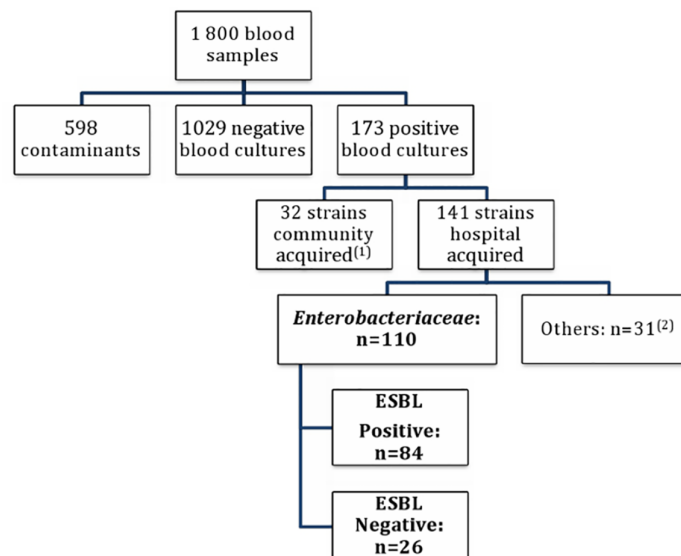 1 800 blood
samples
598
contaminants
1029 negative
blood cultures
173 positive
blood cultures
32 strains
community
acquired(1)
141 strains
hospital
acquired
Enterobacteriaceae:
n=110
Others: n=31(2)
ESBL
Positive:
n=84
ESBL
Negative:
n=26